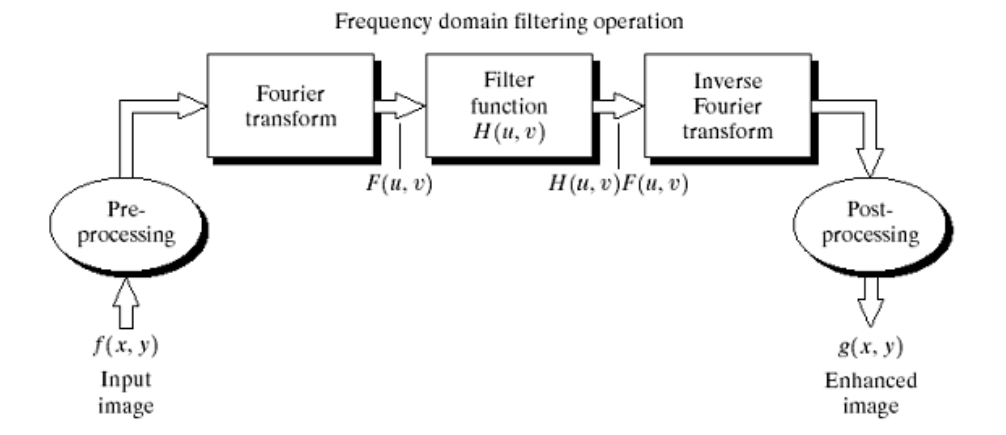 Frequency domain filtering operation
Fourier
transform
Filter
function
H(u, v)
Inverse
Fourier
transform
F(u, v)
H(u, v)F(u, v)
Pre-
processing
Post-
processing
f(x, y)
Input
image
g(x, y)
Enhanced
image